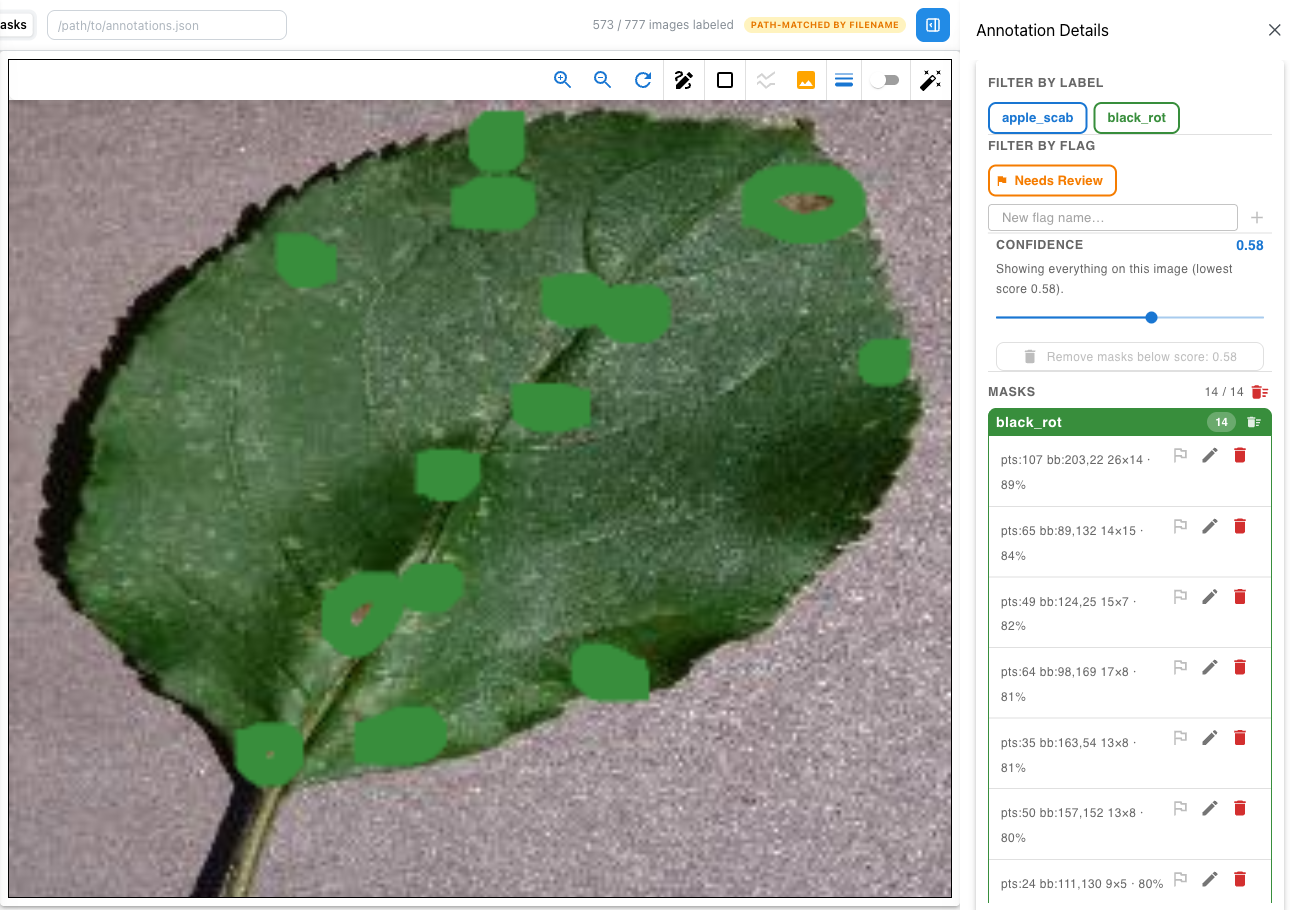 asks
/path/to/annotations.json
573 / 777 images labeled
PATH-MATCHED BY FILENAME
Annotation Details
FILTER BY LABEL
apple_scab
black_rot
FILTER BY FLAG
Needs Review
New flag name…
CONFIDENCE
0.58
Showing everything on this image (lowest
score 0.58).
Remove masks below score: 0.58
MASKS
14 / 14
black_rot
14
pts:107 bb:203,22 26×14 ·
89%
pts:65 bb:89,132 14×15 ·
84%
pts:49 bb:124,25 15×7 ·
82%
pts:64 bb:98,169 17×8 ·
81%
pts:35 bb:163,54 13×8 ·
81%
pts:50 bb:157,152 13×8 ·
80%
pts:24 bb:111,130 9×5 · 80%